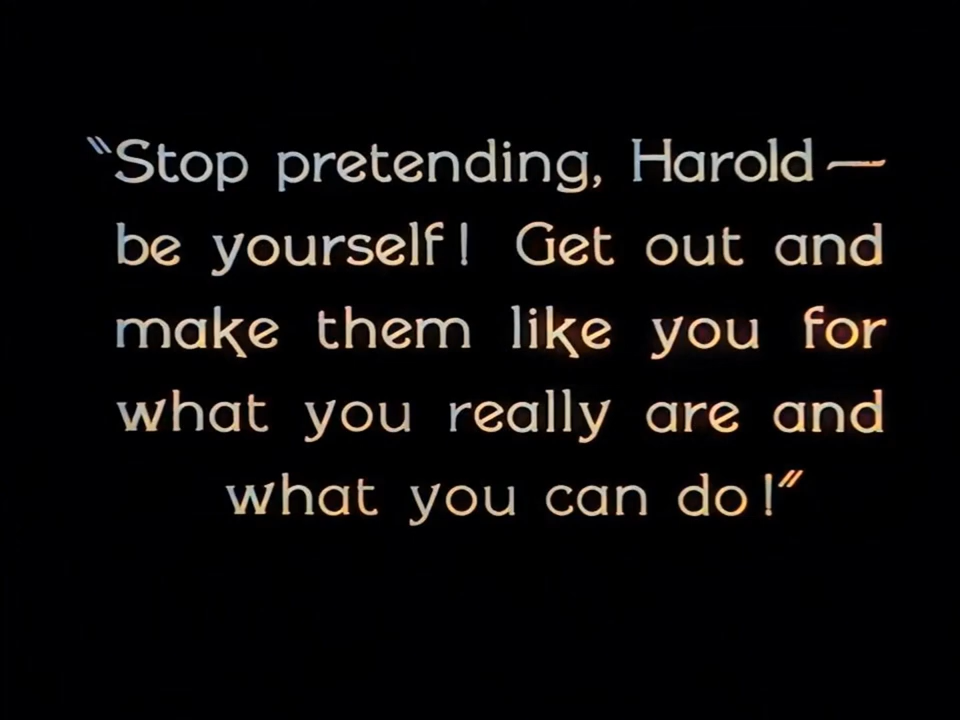 "Stop pretending, Harold—
be yourself! Get out and
make them like you for
what you really are and
what you can do!"